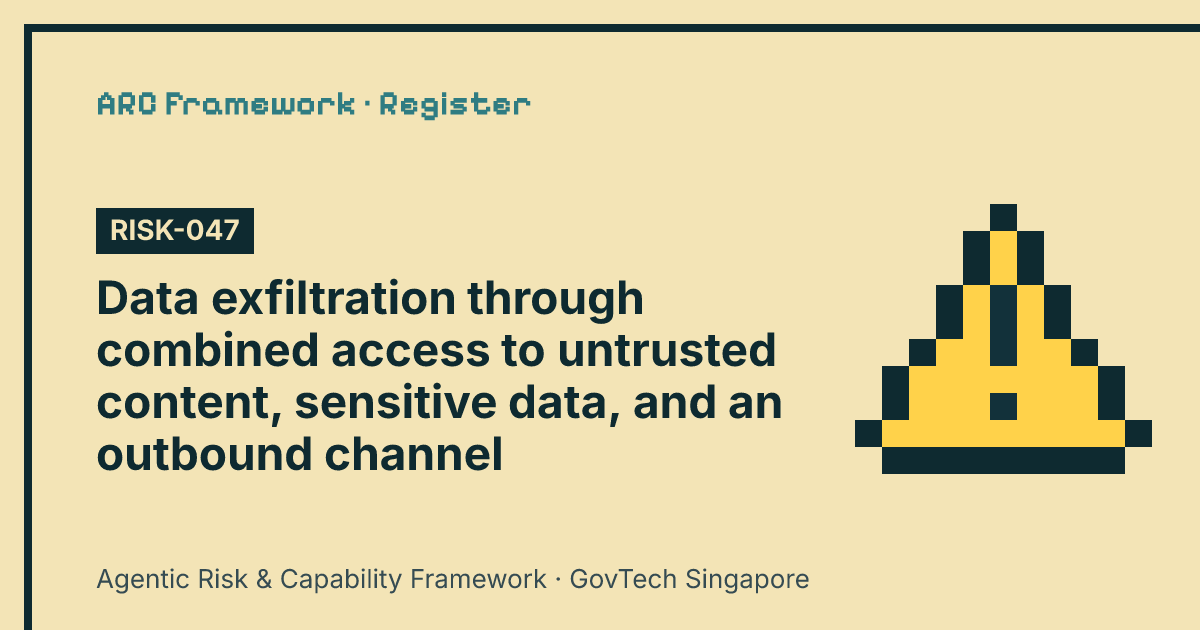 ARC Framework · Register
RISK-047
Data exfiltration through
combined access to untrusted
content, sensitive data, and an
outbound channel
Agentic Risk & Capability Framework · GovTech Singapore